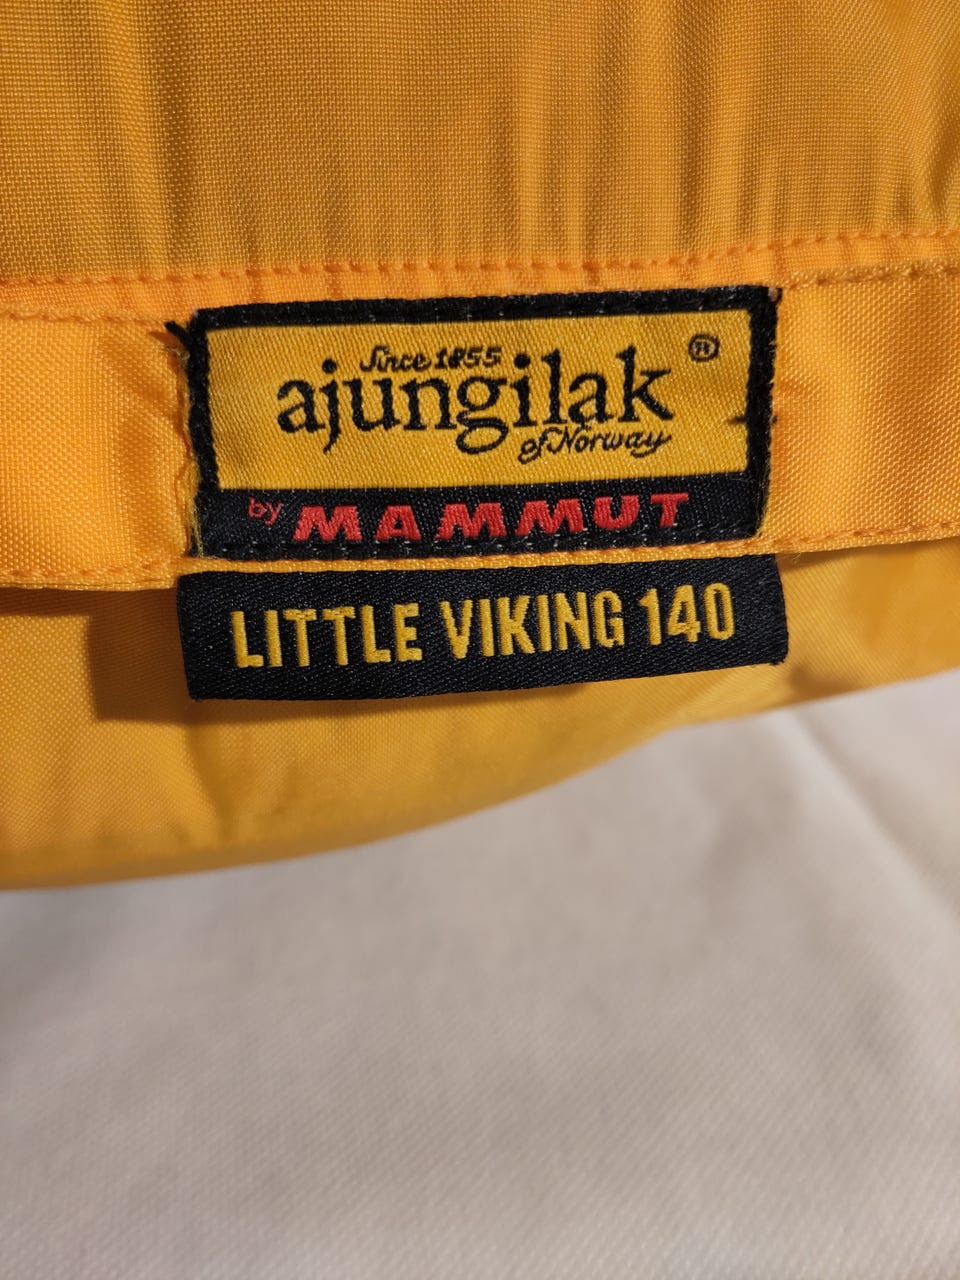 Since 1855
ajungilak ®
of Norway
by MAMMUT
LITTLE VIKING 140